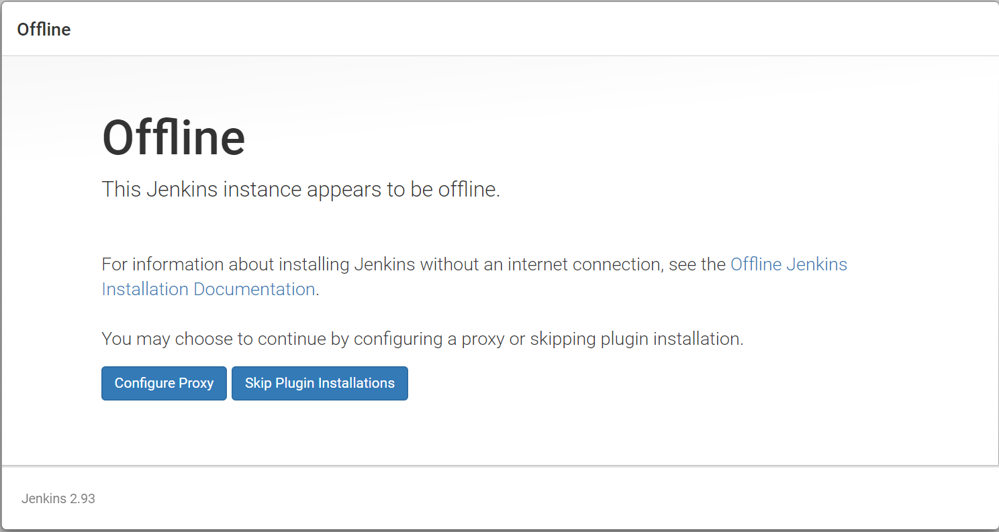 Offline
Offline
This Jenkins instance appears to be offline.
For information about installing Jenkins without an internet connection, see the Offline Jenkins
Installation Documentation.
You may choose to continue by configuring a proxy or skipping plugin installation.
Configure Proxy Skip Plugin Installations
Jenkins 2.93